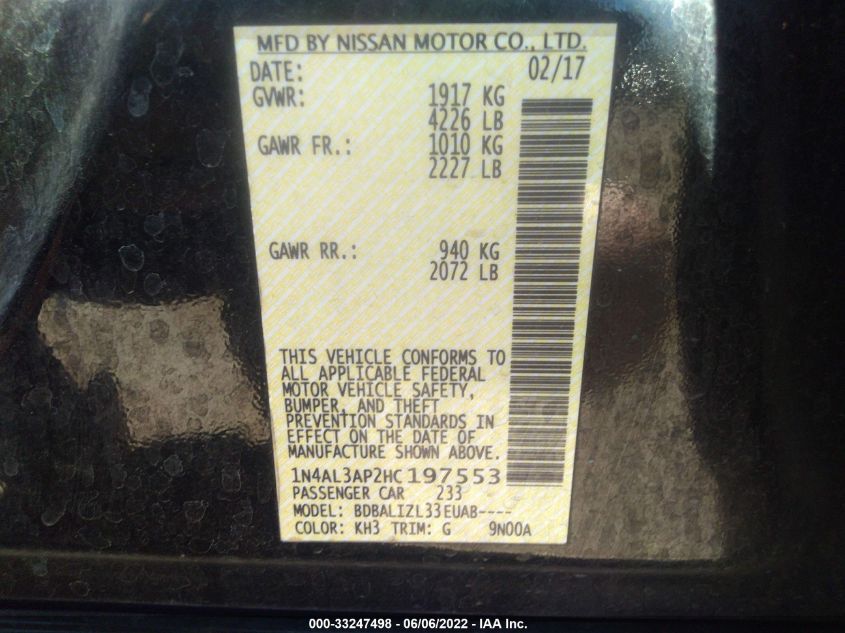 MFD BY NISSAN MOTOR CO., LTD.
DATE: 02/17
GVWR: 1917 KG
4226 LB
GAWR FR.: 1010 KG
2227 LB
GAWR RR.: 940 KG
2072 LB
THIS VEHICLE CONFORMS TO
ALL APPLICABLE FEDERAL
MOTOR VEHICLE SAFETY,
BUMPER, AND THEFT
PREVENTION STANDARDS IN
EFFECT ON THE DATE OF
MANUFACTURE SHOWN ABOVE.
1N4AL3AP2HC197553
PASSENGER CAR 233
MODEL: BDBALIZL33EUAB----
COLOR: KH3 TRIM: G 9N00A
000-33247498 - 06/06/2022 - IAA Inc.